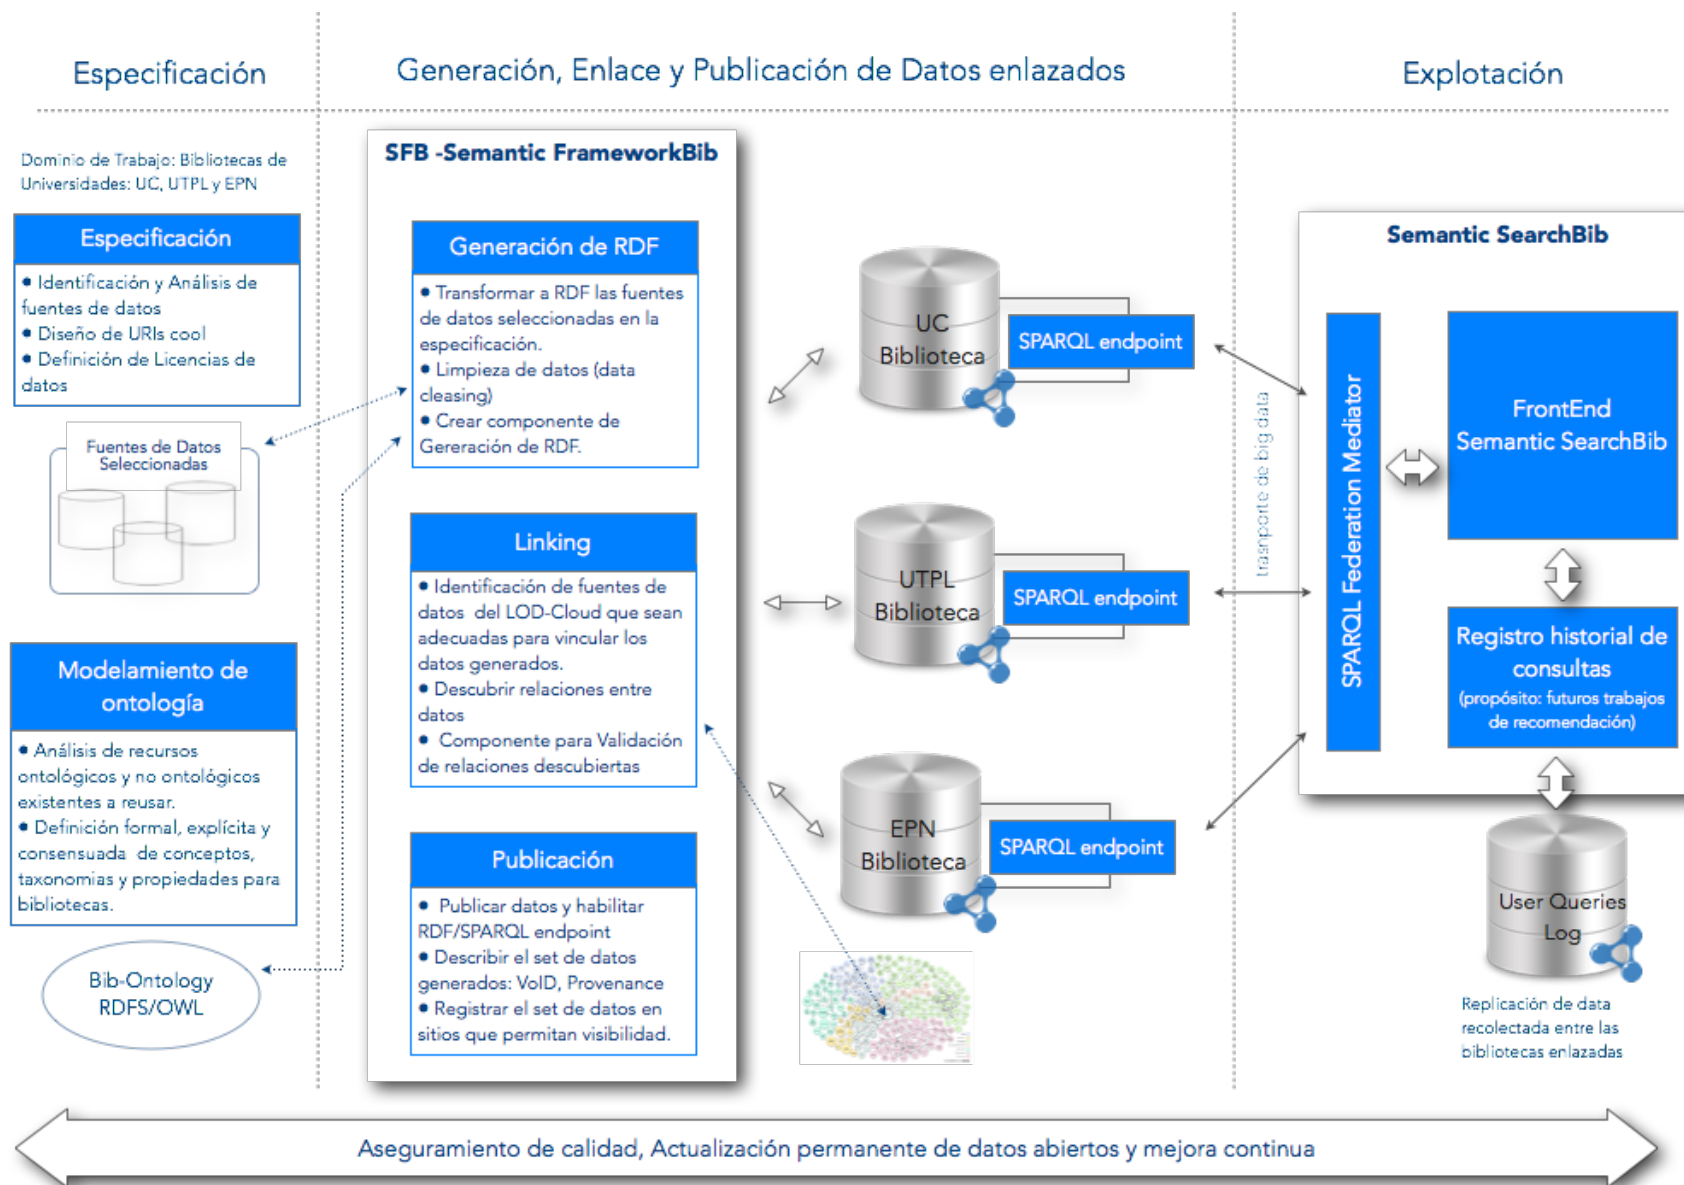 Especificación
Generación, Enlace y Publicación de Datos enlazados
Explotación
Dominio de Trabajo: Bibliotecas de
Universidades: UC, UTPL y EPN
Especificación
• Identificación y Análisis de
fuentes de datos
• Diseño de URIs cool
• Definición de Licencias de
datos
Fuentes de Datos
Seleccionadas
Modelamiento de
ontología
• Análisis de recursos
ontológicos y no ontológicos
existentes a reusar.
• Definición formal, explícita y
consensuada de conceptos,
taxonomias y propiedades para
bibliotecas.
Bib-Ontology
RDFS/OWL
SFB -Semantic FrameworkBib
Generación de RDF
• Transformar a RDF las fuentes
de datos seleccionadas en la
especificación.
• Limpieza de datos (data
cleasing)
• Crear componente de
Gereración de RDF.
Linking
• Identificación de fuentes de
datos del LOD-Cloud que sean
adecuadas para vincular los
datos generados.
• Descubrir relaciones entre
datos
• Componente para Validación
de relaciones descubiertas
Publicación
• Publicar datos y habilitar
RDF/SPARQL endpoint
• Describir el set de datos
generados: VoID, Provenance
• Registrar el set de datos en
sitios que permitan visibilidad.
UC
Biblioteca
SPARQL endpoint
UTPL
Biblioteca
SPARQL endpoint
EPN
Biblioteca
SPARQL endpoint
trasnporte de big data
Semantic SearchBib
SPARQL Federation Mediator
FrontEnd
Semantic SearchBib
Registro historial de
consultas
(propósito: futuros trabajos
de recomendación)
User Queries
Log
Replicación de data
recolectada entre las
bibliotecas enlazadas
Aseguramiento de calidad, Actualización permanente de datos abiertos y mejora continua